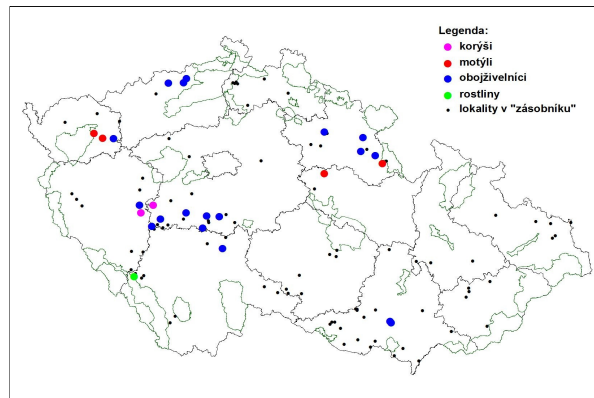 Legenda:
korýši
motýli
obojživelníci
rostliny
lokality v "zásobníku"